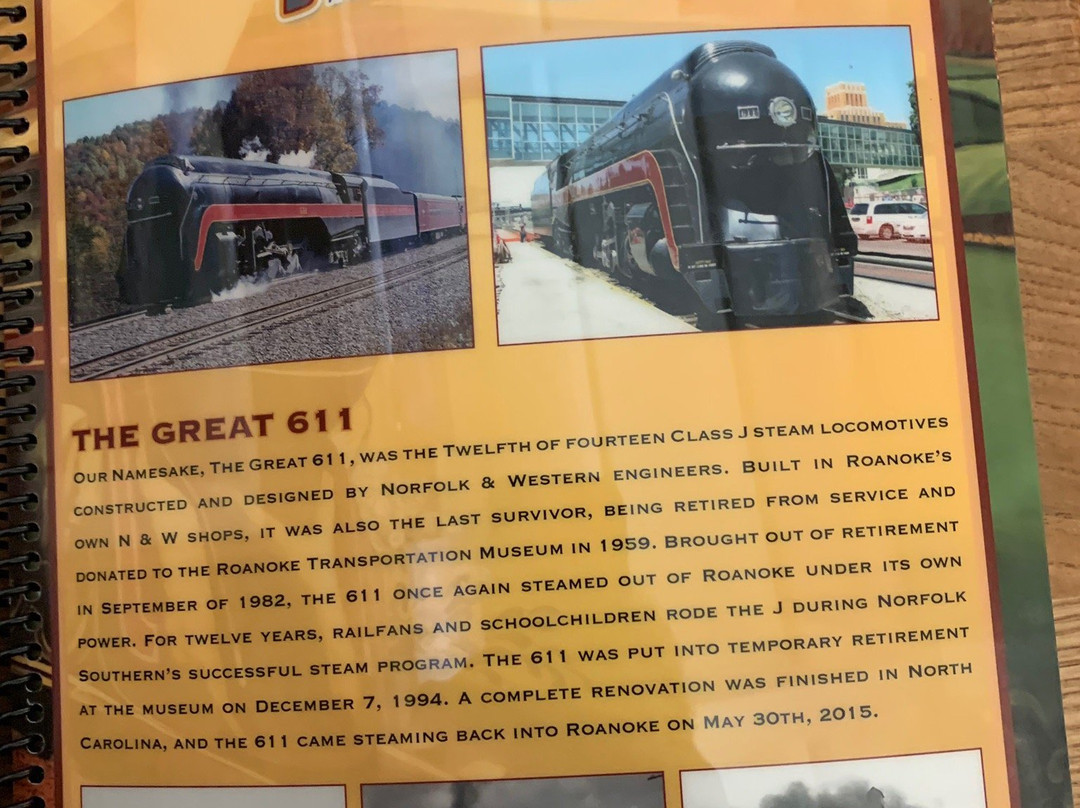 THE GREAT 611
OUR NAMESAKE, THE GREAT 611, WAS THE TWELFTH OF FOURTEEN CLASS J STEAM LOCOMOTIVES
CONSTRUCTED AND DESIGNED BY NORFOLK & WESTERN ENGINEERS. BUILT IN ROANOKE'S
OWN N & W SHOPS, IT WAS ALSO THE LAST SURVIVOR, BEING RETIRED FROM SERVICE AND
DONATED TO THE ROANOKE TRANSPORTATION MUSEUM IN 1959. BROUGHT OUT OF RETIREMENT
IN SEPTEMBER OF 1982, THE 611 ONCE AGAIN STEAMED OUT OF ROANOKE UNDER ITS OWN
POWER. FOR TWELVE YEARS, RAILFANS AND SCHOOLCHILDREN RODE THE J DURING NORFOLK
SOUTHERN'S SUCCESSFUL STEAM PROGRAM. THE 611 WAS PUT INTO TEMPORARY RETIREMENT
AT THE MUSEUM ON DECEMBER 7, 1994. A COMPLETE RENOVATION WAS FINISHED IN NORTH
CAROLINA, AND THE 611 CAME STEAMING BACK INTO ROANOKE ON MAY 30TH, 2015.